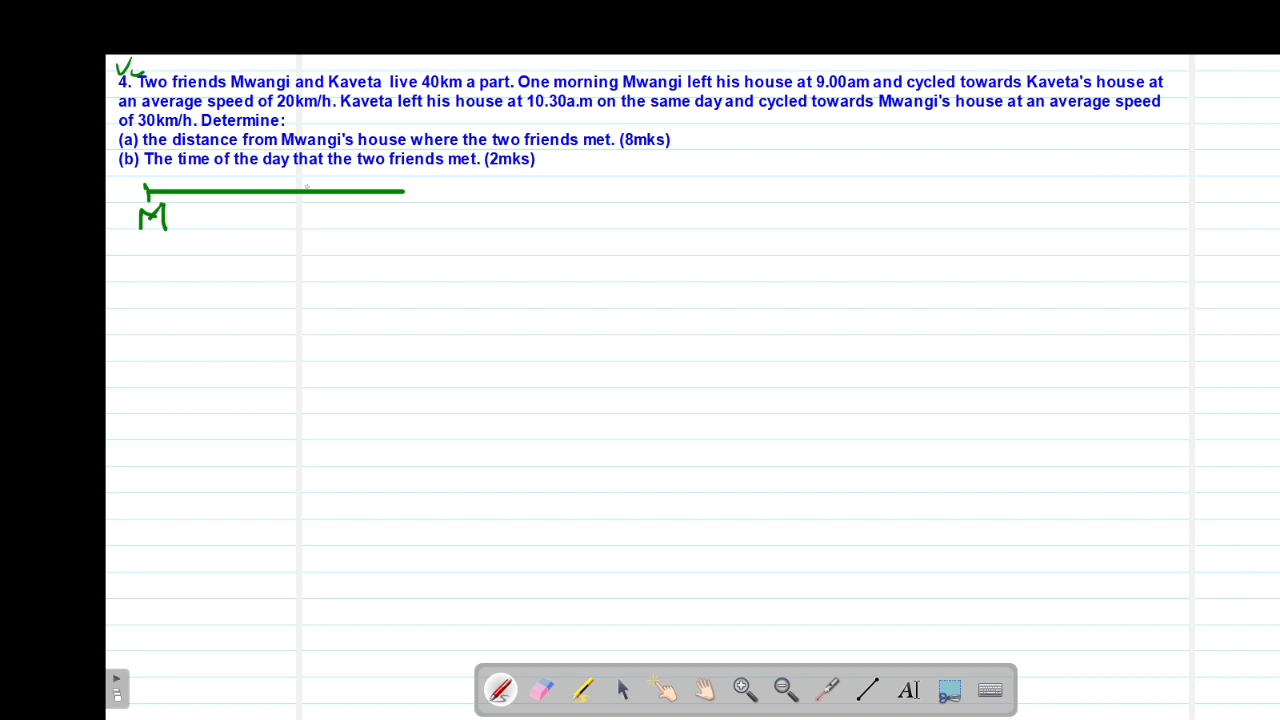 4. Two friends Mwangi and Kaveta live 40km a part. One morning Mwangi left his house at 9.00am and cycled towards Kaveta's house at
an average speed of 20km/h. Kaveta left his house at 10.30a.m on the same day and cycled towards Mwangi's house at an average speed
of 30km/h. Determine:
(a) the distance from Mwangi's house where the two friends met. (8mks)
(b) The time of the day that the two friends met. (2mks)
M
AI